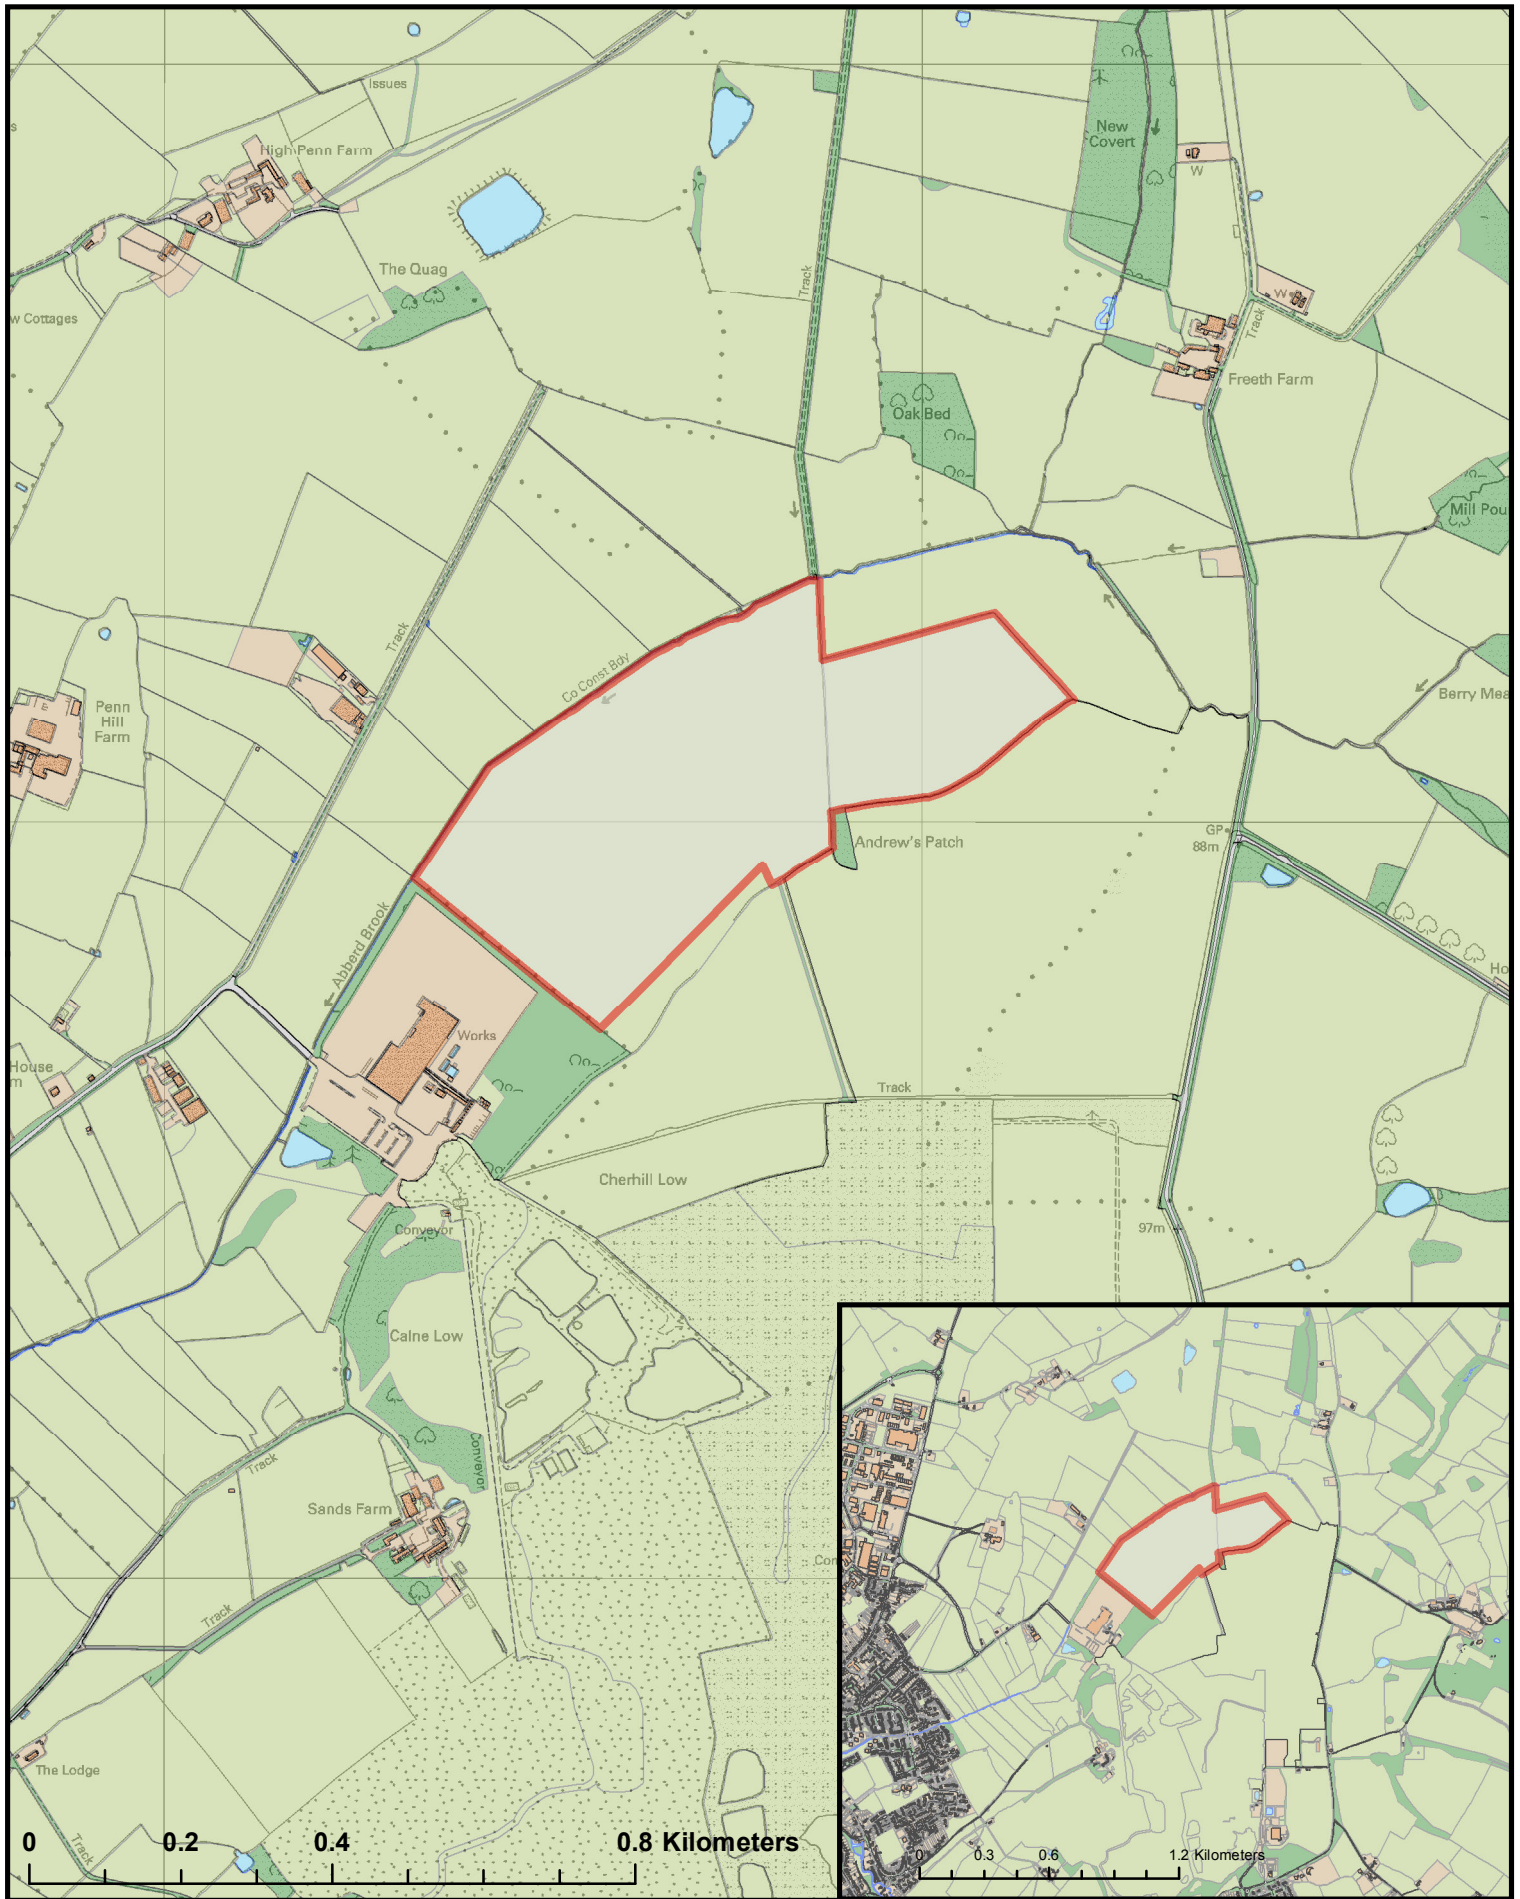 Issues
High Penn Farm
New
Covert
W
The Quag
Track
W
w Cottages
Track
Freeth Farm
Oak Bed
Mill Pou
Track
Co Const Bdy
Berry Mea
Penn
Hill
Farm
GP
88m
Andrew's Patch
Abberd Brook
Works
House
m
Track
Cherhill Low
97m
Conveyor
Calne Low
Conveyor
Track
Sands Farm
Track
The Lodge
Track
0 0.2 0.4 0.8 Kilometers
0 0.3 0.6 1.2 Kilometers